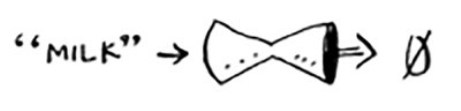 “MILK” → ⇒ Ø